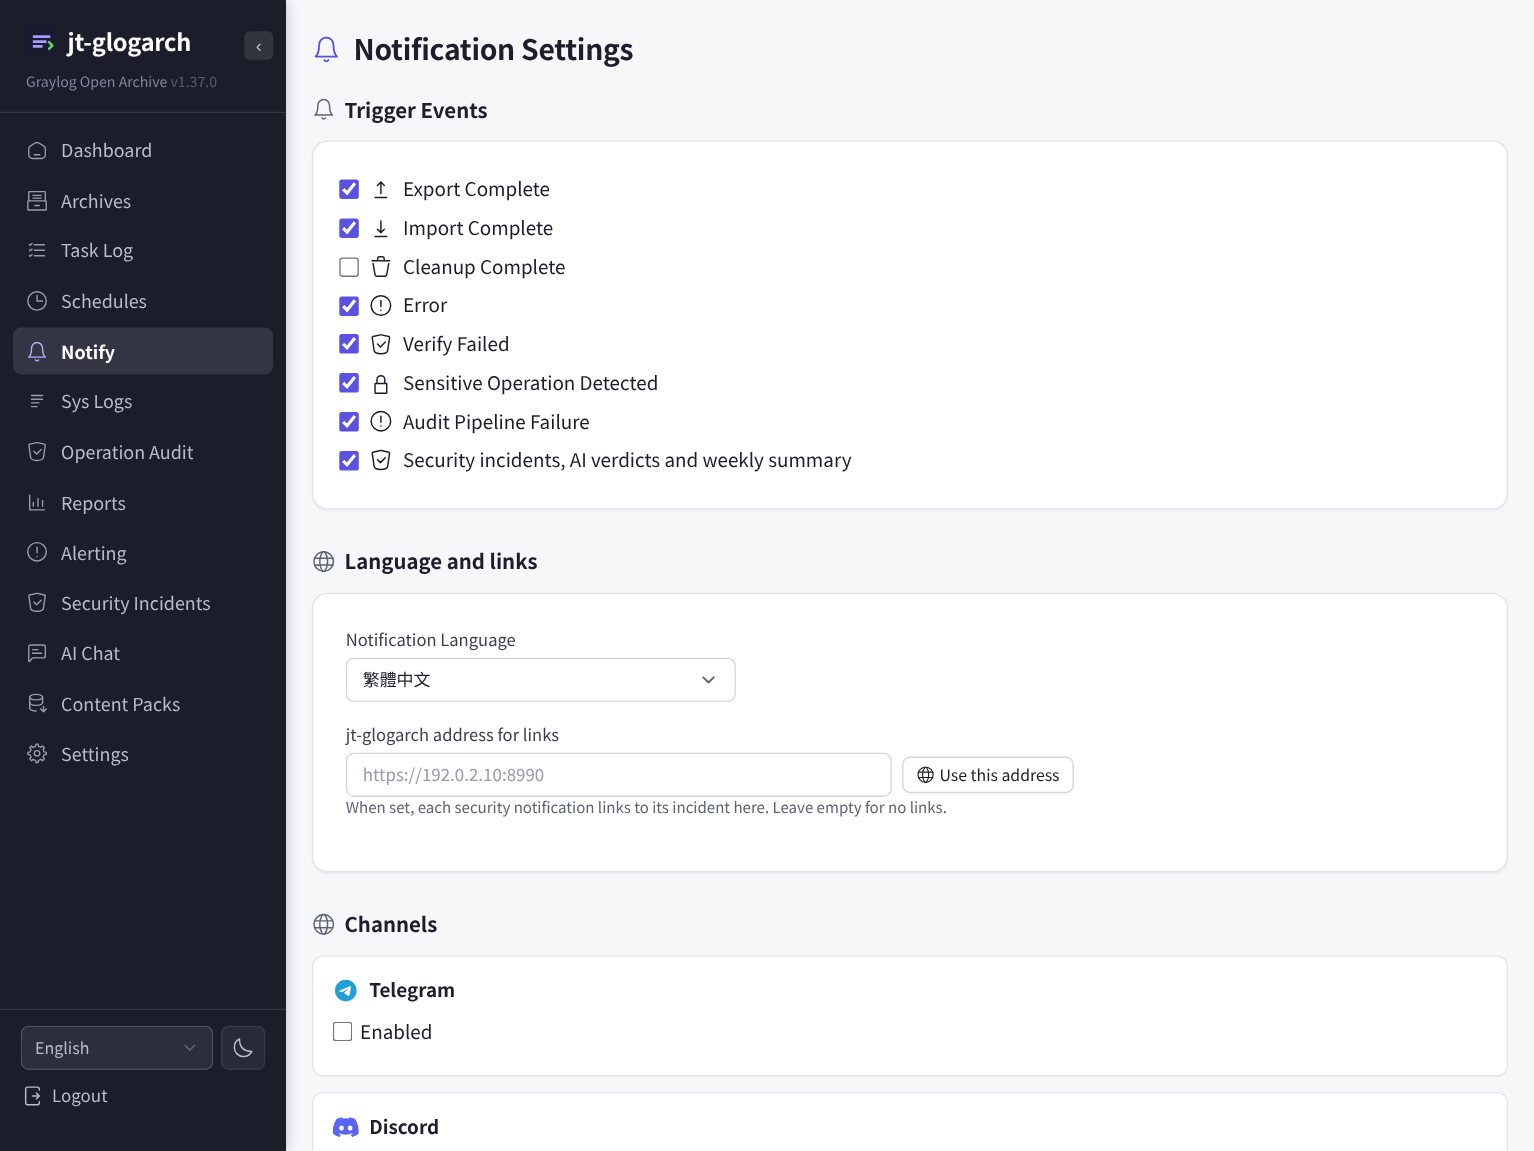 jt-glogarch
Graylog Open Archive v1.37.0
Dashboard
Archives
Task Log
Schedules
Notify
Sys Logs
Operation Audit
Reports
Alerting
Security Incidents
AI Chat
Content Packs
Settings
English
Logout
Notification Settings
Trigger Events
Export Complete
Import Complete
Cleanup Complete
Error
Verify Failed
Sensitive Operation Detected
Audit Pipeline Failure
Security incidents, AI verdicts and weekly summary
Language and links
Notification Language
繁體中文
jt-glogarch address for links
https://192.0.2.10:8990
Use this address
When set, each security notification links to its incident here. Leave empty for no links.
Channels
Telegram
Enabled
Discord